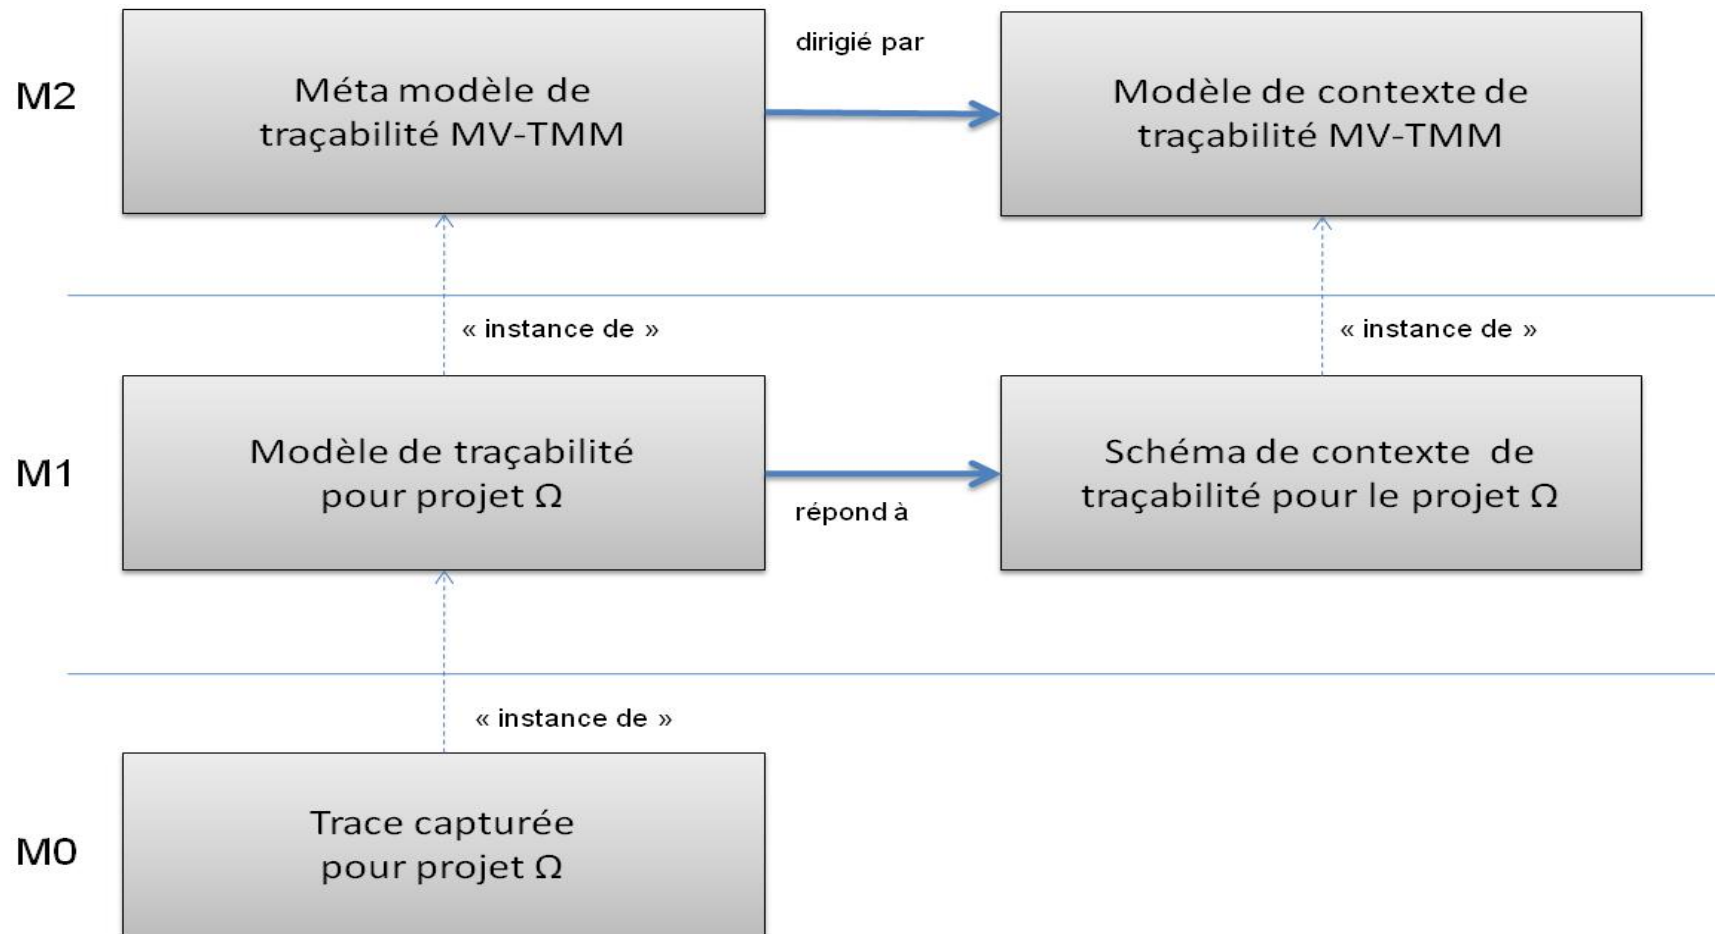 M2
Méta modèle de
traçabilité MV-TMM
dirigié par
Modèle de contexte de
traçabilité MV-TMM
« instance de »
« instance de »
M1
Modèle de traçabilité
pour projet Ω
répond à
Schéma de contexte de
traçabilité pour le projet Ω
« instance de »
M0
Trace capturée
pour projet Ω